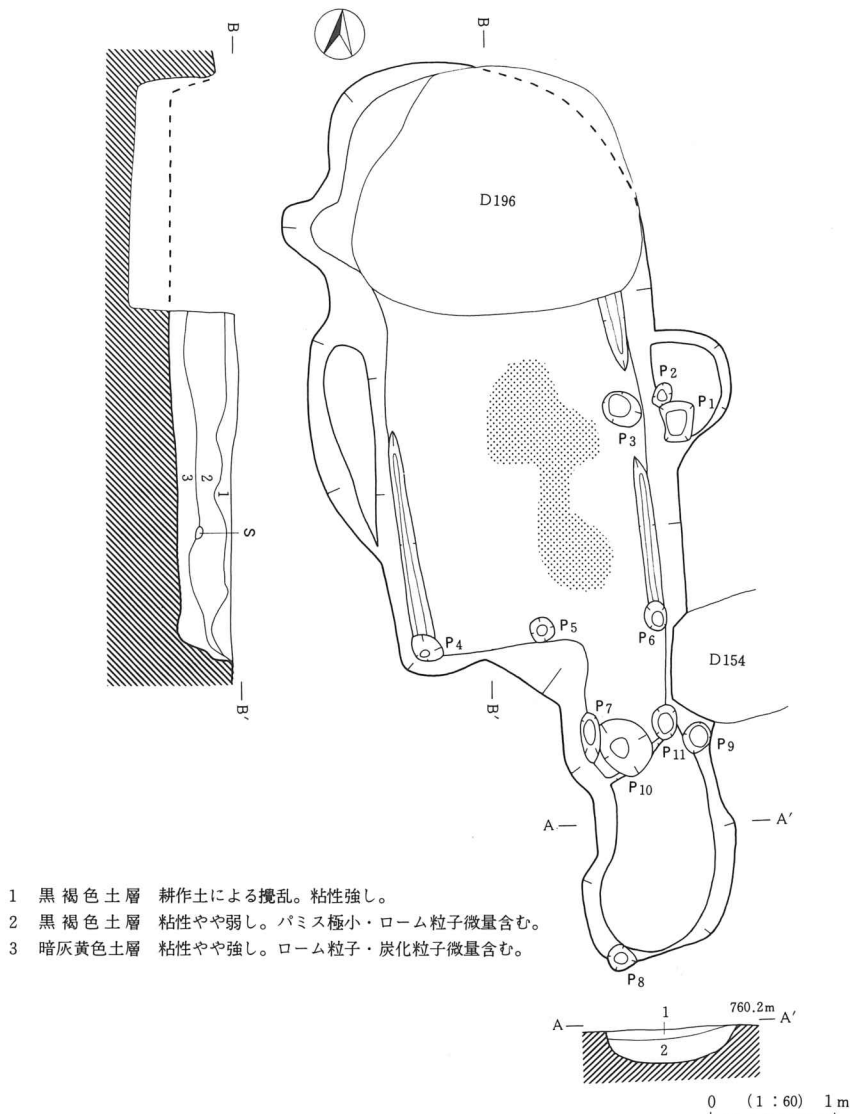 B
B
D196
P2
P1
P3
3
2
1
S
P4
P5
P6
D154
B'
B'
P7
P11
P9
P10
A
A'
1 黒褐色土層 耕作土による攪乱。粘性強し。
2 黒褐色土層 粘性やや弱し。パミス極小・ローム粒子微量含む。
3 暗灰黄色土層 粘性やや強し。ローム粒子・炭化粒子微量含む。
P8
A
1
760.2m
A'
2
0 (1:60) 1m